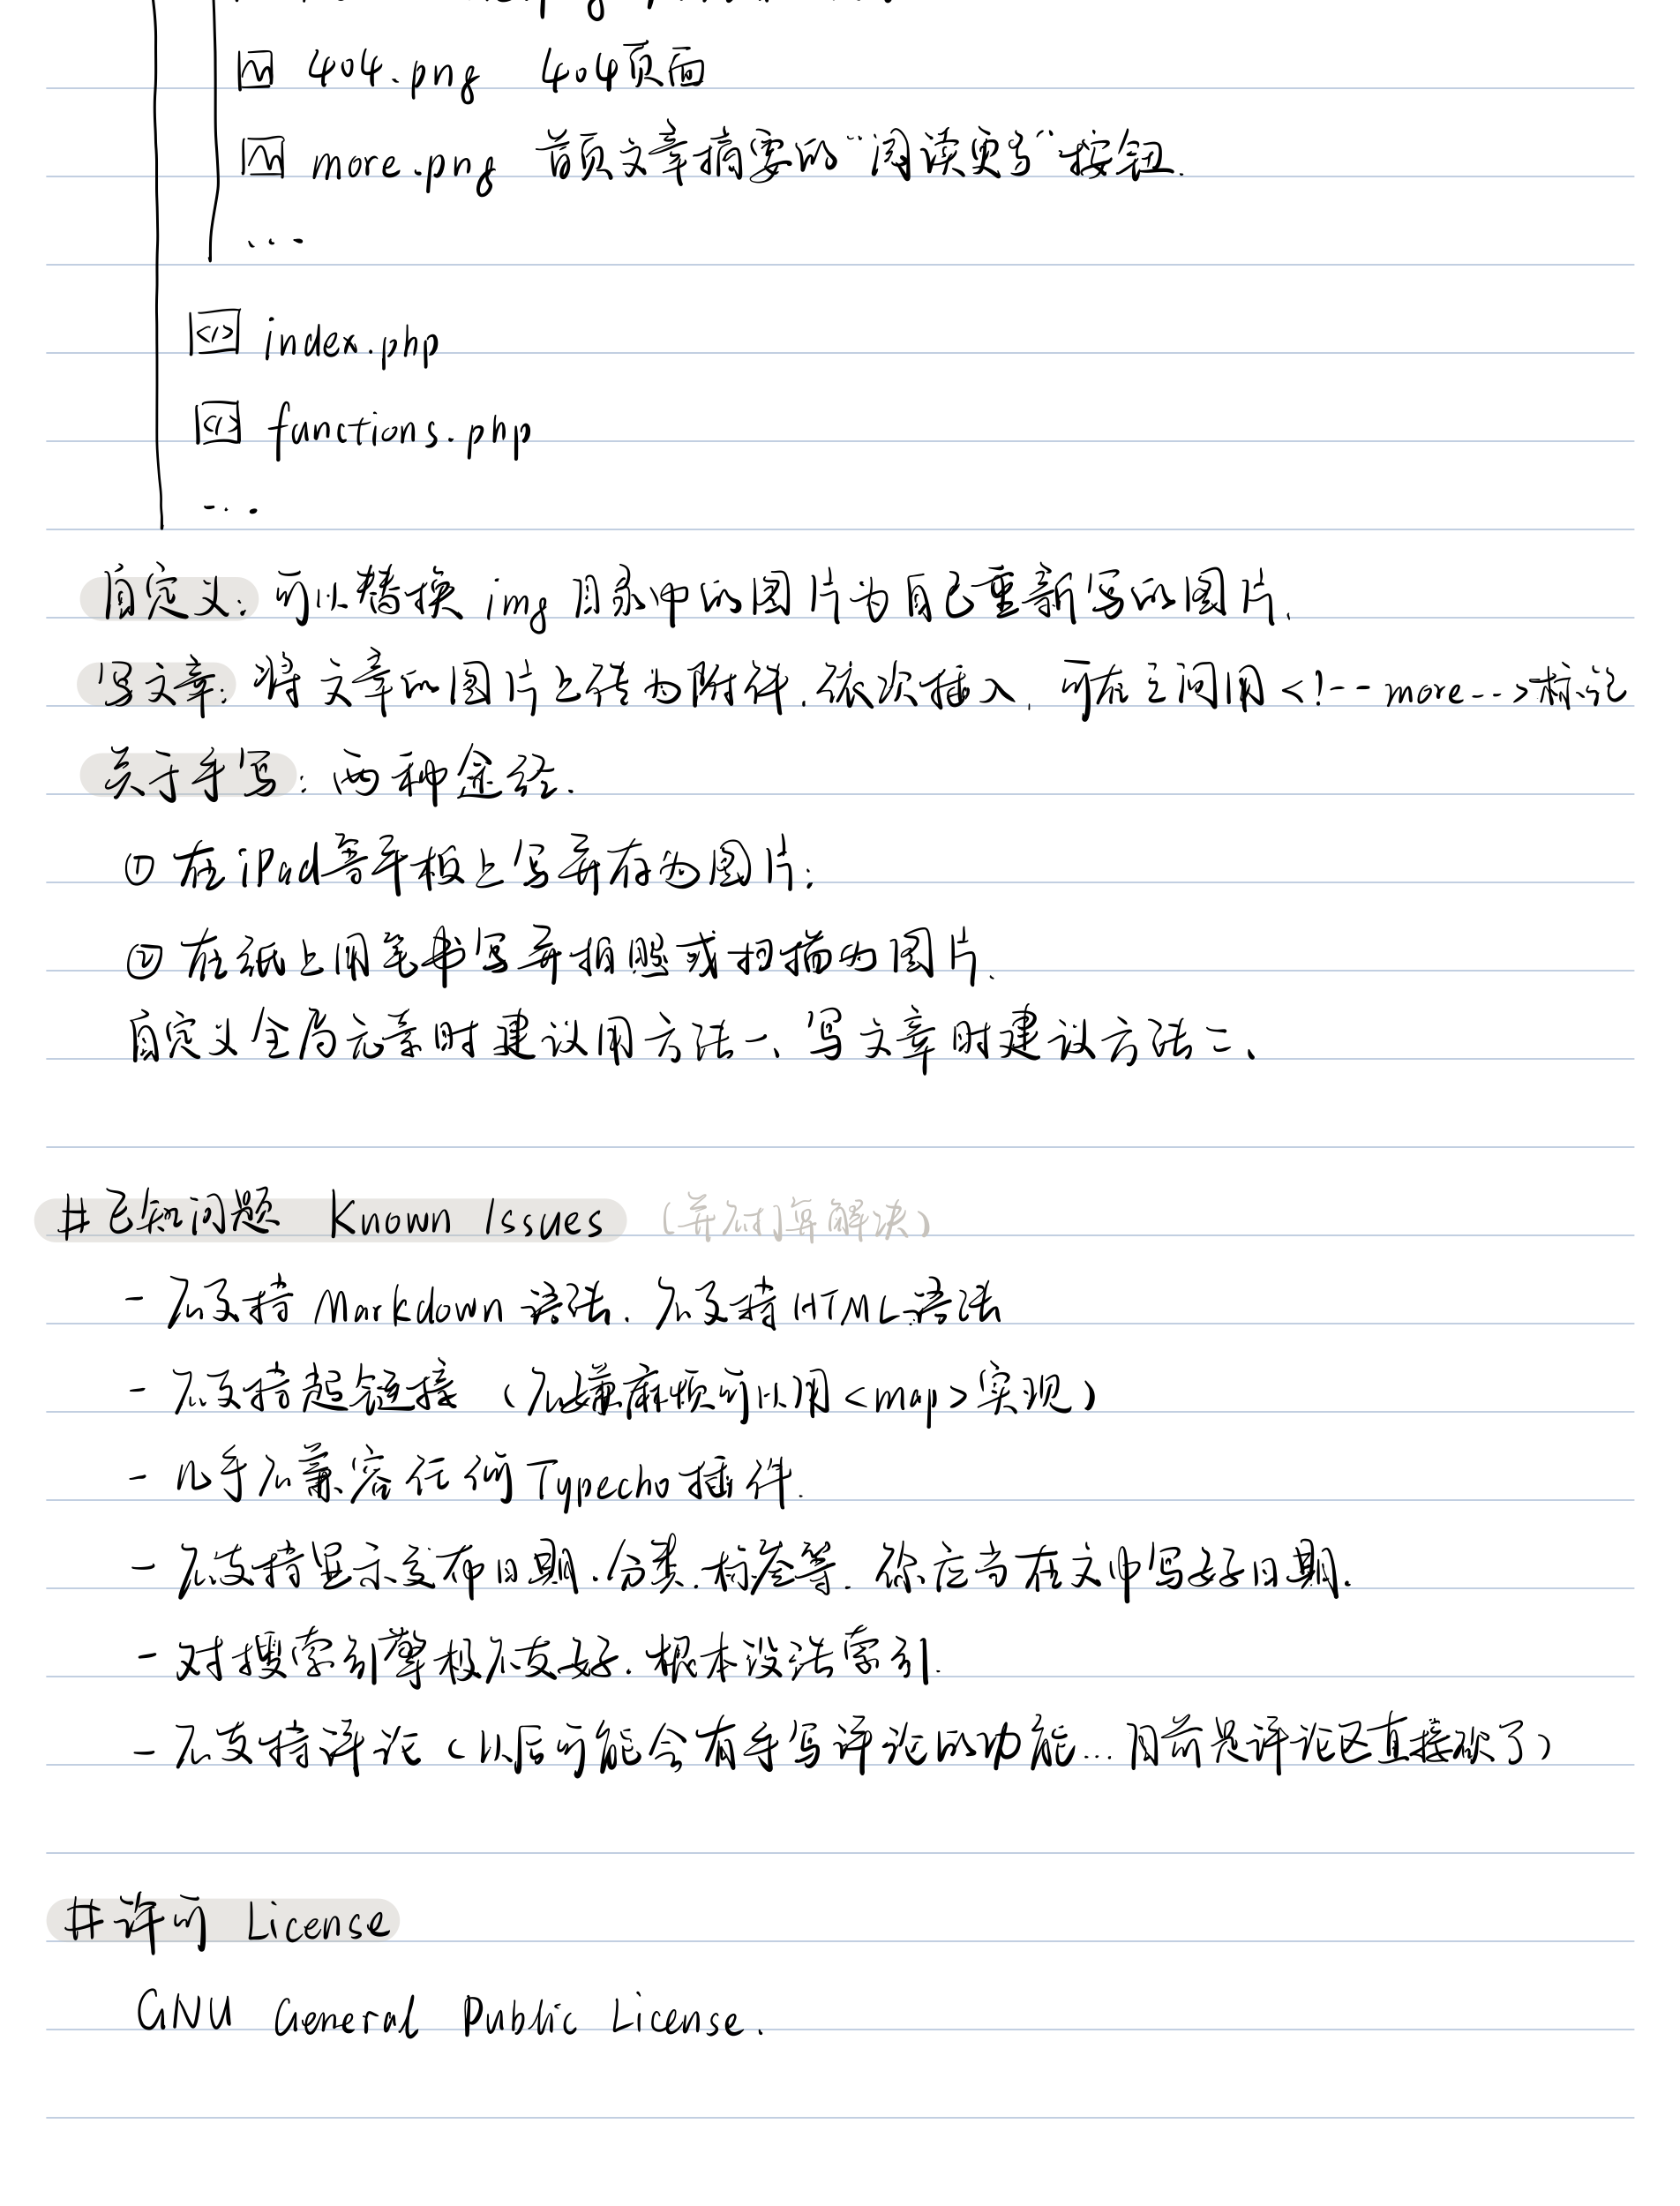 404.png 404页面
more.png 首页文章摘要的“阅读更多”按钮.
...
</> index.php
</> functions.php
...
自定义: 可以替换 img 目录中的图片为自己重新写的图片.
写文章: 将文章的图片上传为附件,依次插入,可在之间用<!--more-->标记
关于手写: 两种途径.
① 在iPad等平板上写并存为图片;
② 在纸上用笔书写并拍照或扫描为图片.
自定义全局元素时建议用方法一、写文章时建议方法二、
#已知问题 Known Issues (并不打算解决)
- 不支持 Markdown 语法. 不支持HTML语法
- 不支持超链接 (不嫌麻烦可以用<map>实现)
- 几乎不兼容任何Typecho插件.
- 不支持显示发布日期.分类.标签等. 你应当在文中写好日期.
- 对搜索引擎极不友好. 根本没法索引.
- 不支持评论 (以后可能会有手写评论的功能...目前是评论区直接砍了)
#许可 License
GNU General Public License.